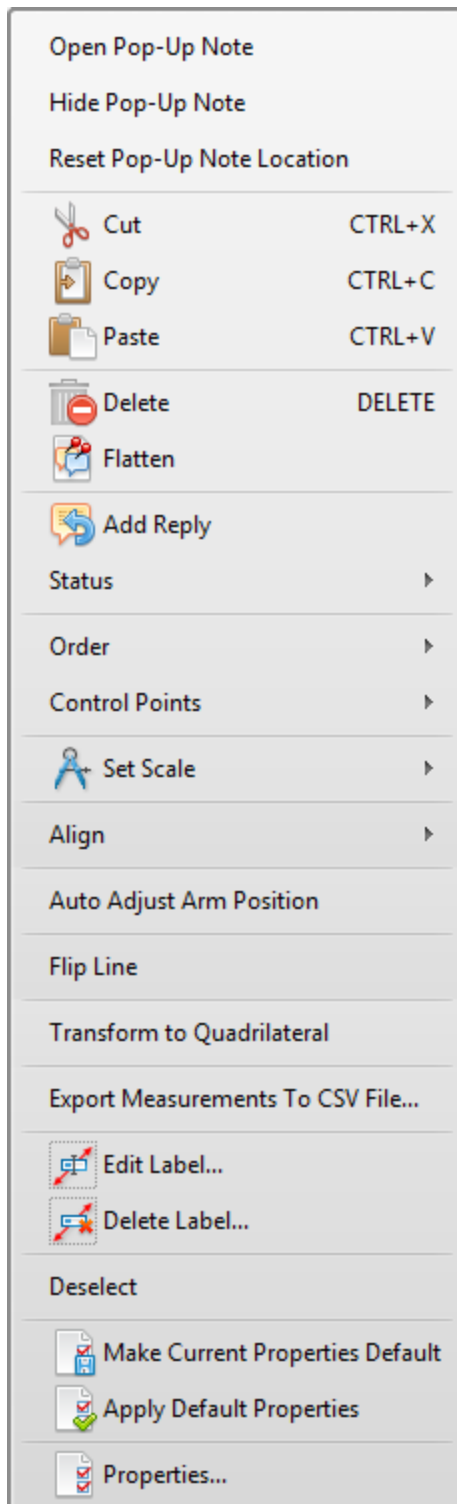 Open Pop-Up Note
Hide Pop-Up Note
Reset Pop-Up Note Location
Cut CTRL+X
Copy CTRL+C
Paste CTRL+V
Delete DELETE
Flatten
Add Reply
Status
Order
Control Points
Set Scale
Align
Auto Adjust Arm Position
Flip Line
Transform to Quadrilateral
Export Measurements To CSV File...
Edit Label...
Delete Label...
Deselect
Make Current Properties Default
Apply Default Properties
Properties...